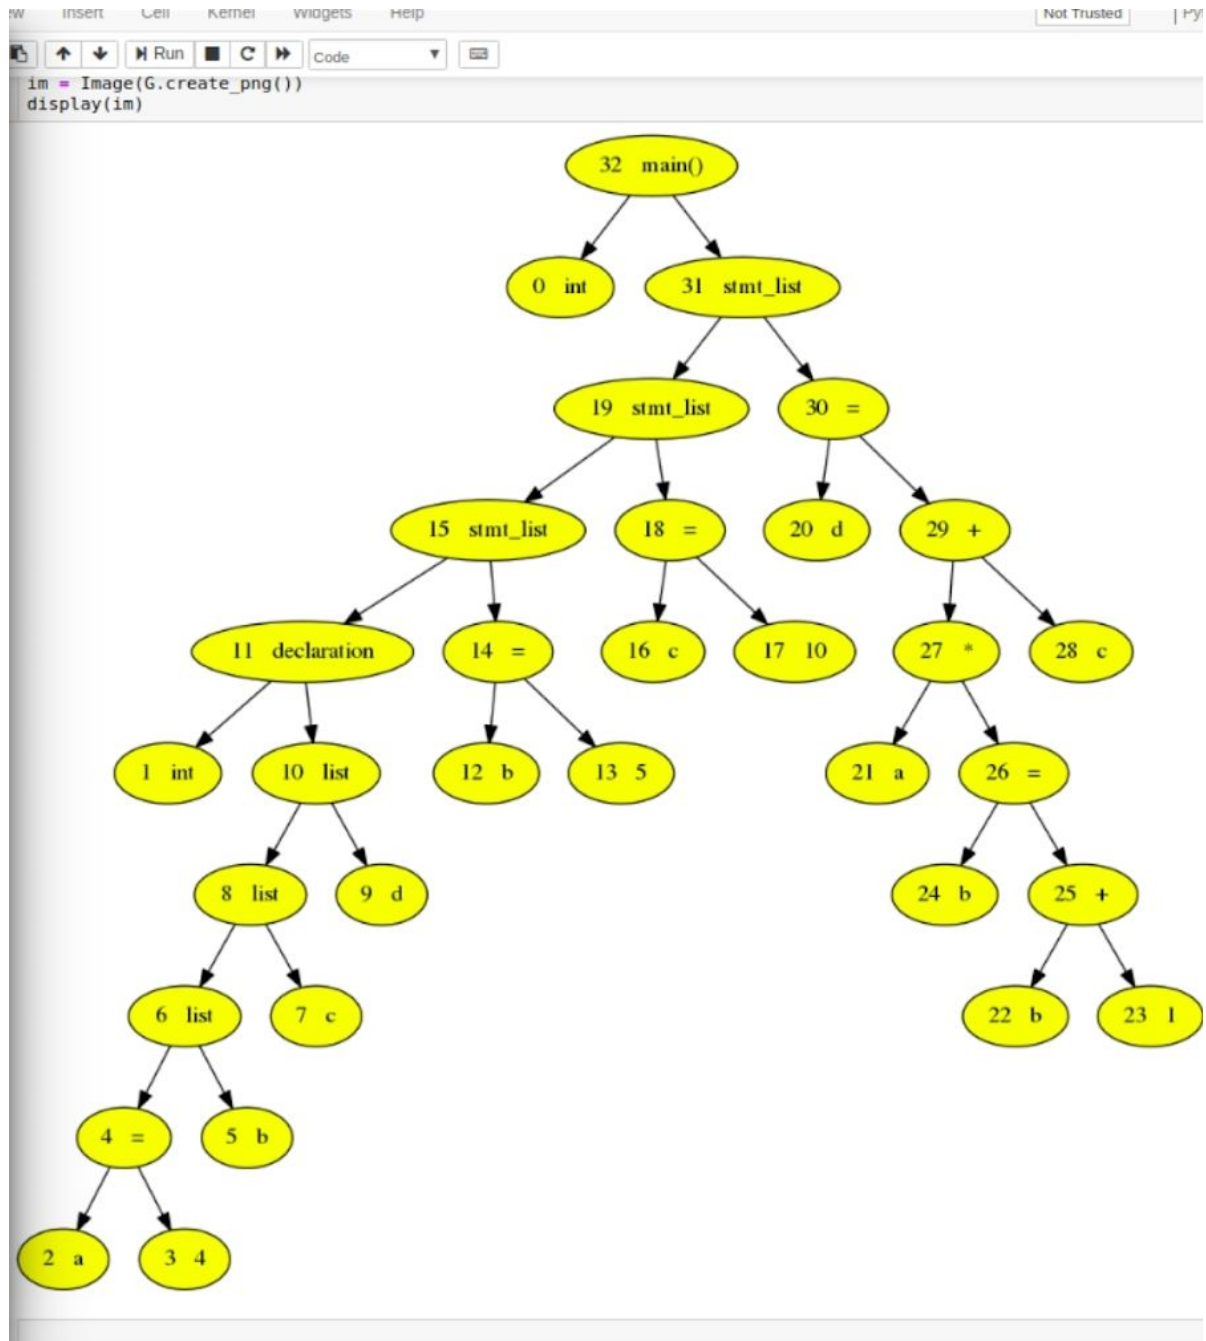 Insert Cell Kernel Widgets Help Not Trusted
Run Code
im = Image(G.create_png())
display(im)
32 main()
0 int 31 stmt_list
19 stmt_list 30 =
15 stmt_list 18 = 20 d 29 +
11 declaration 14 = 16 c 17 10 27 * 28 c
1 int 10 list 12 b 13 5 21 a 26 =
8 list 9 d 24 b 25 +
6 list 7 c 22 b 23 1
4 = 5 b
2 a 3 4